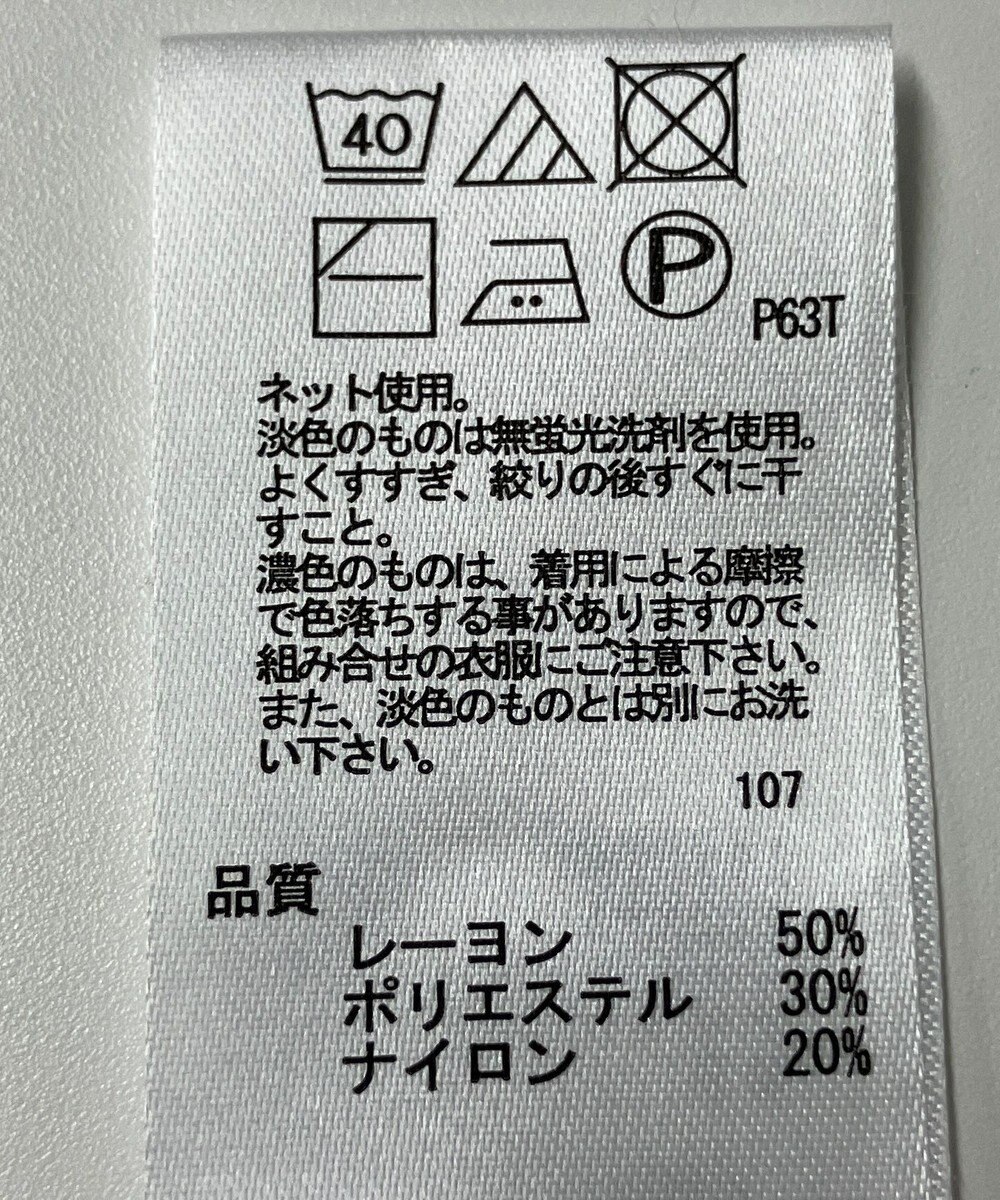 40
P
P63T
ネット使用。
淡色のものは無蛍光洗剤を使用。
よくすすぎ、絞りの後すぐに干
すこと。
濃色のものは、着用による摩擦
で色落ちする事がありますので、
組み合せの衣服にご注意下さい。
また、淡色のものとは別にお洗
い下さい。
107
品質
レーヨン 50%
ポリエステル 30%
ナイロン 20%